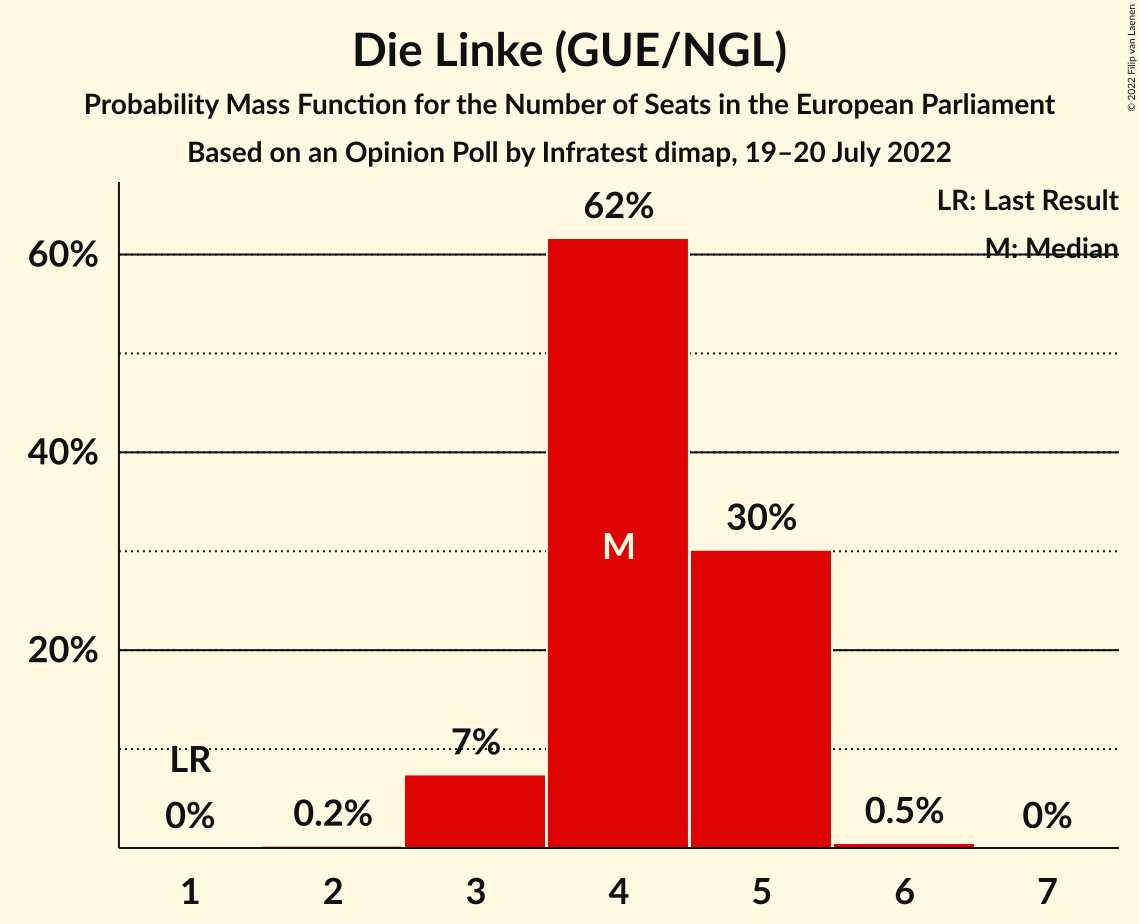 Die Linke (GUE/NGL)
Probability Mass Function for the Number of Seats in the European Parliament
Based on an Opinion Poll by Infratest dimap, 19–20 July 2022
© 2022 Filip van Laenen
LR: Last Result
M: Median
62%
60%
40%
30%
M
20%
7%
LR
0%
0.2%
0.5%
0%
1 2 3 4 5 6 7